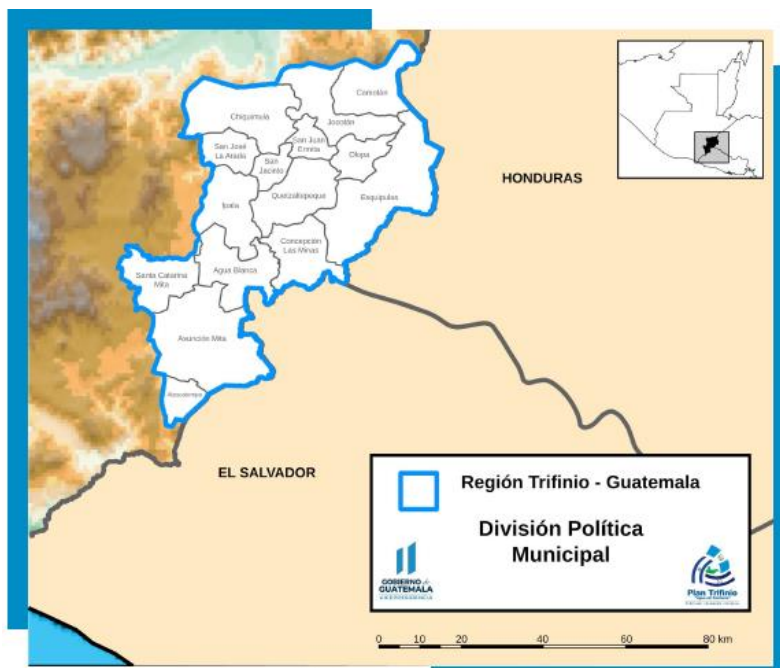 Camotán
Chiquimula
Jocotán
San Juan
Ermita
San José
La Arada
Olopa
San
Jacinto
HONDURAS
Quezaltepeque
Esquipulas
Ipala
Concepción
Las Minas
Agua Blanca
Santa Catarina
Mita
Asunción Mita
Atescatempa
EL SALVADOR
Región Trifinio - Guatemala
División Política
Municipal
GOBIERNO de
GUATEMALA
VICEPRESIDENCIA
Plan Trifinio
0 10 20 40 60 80 km